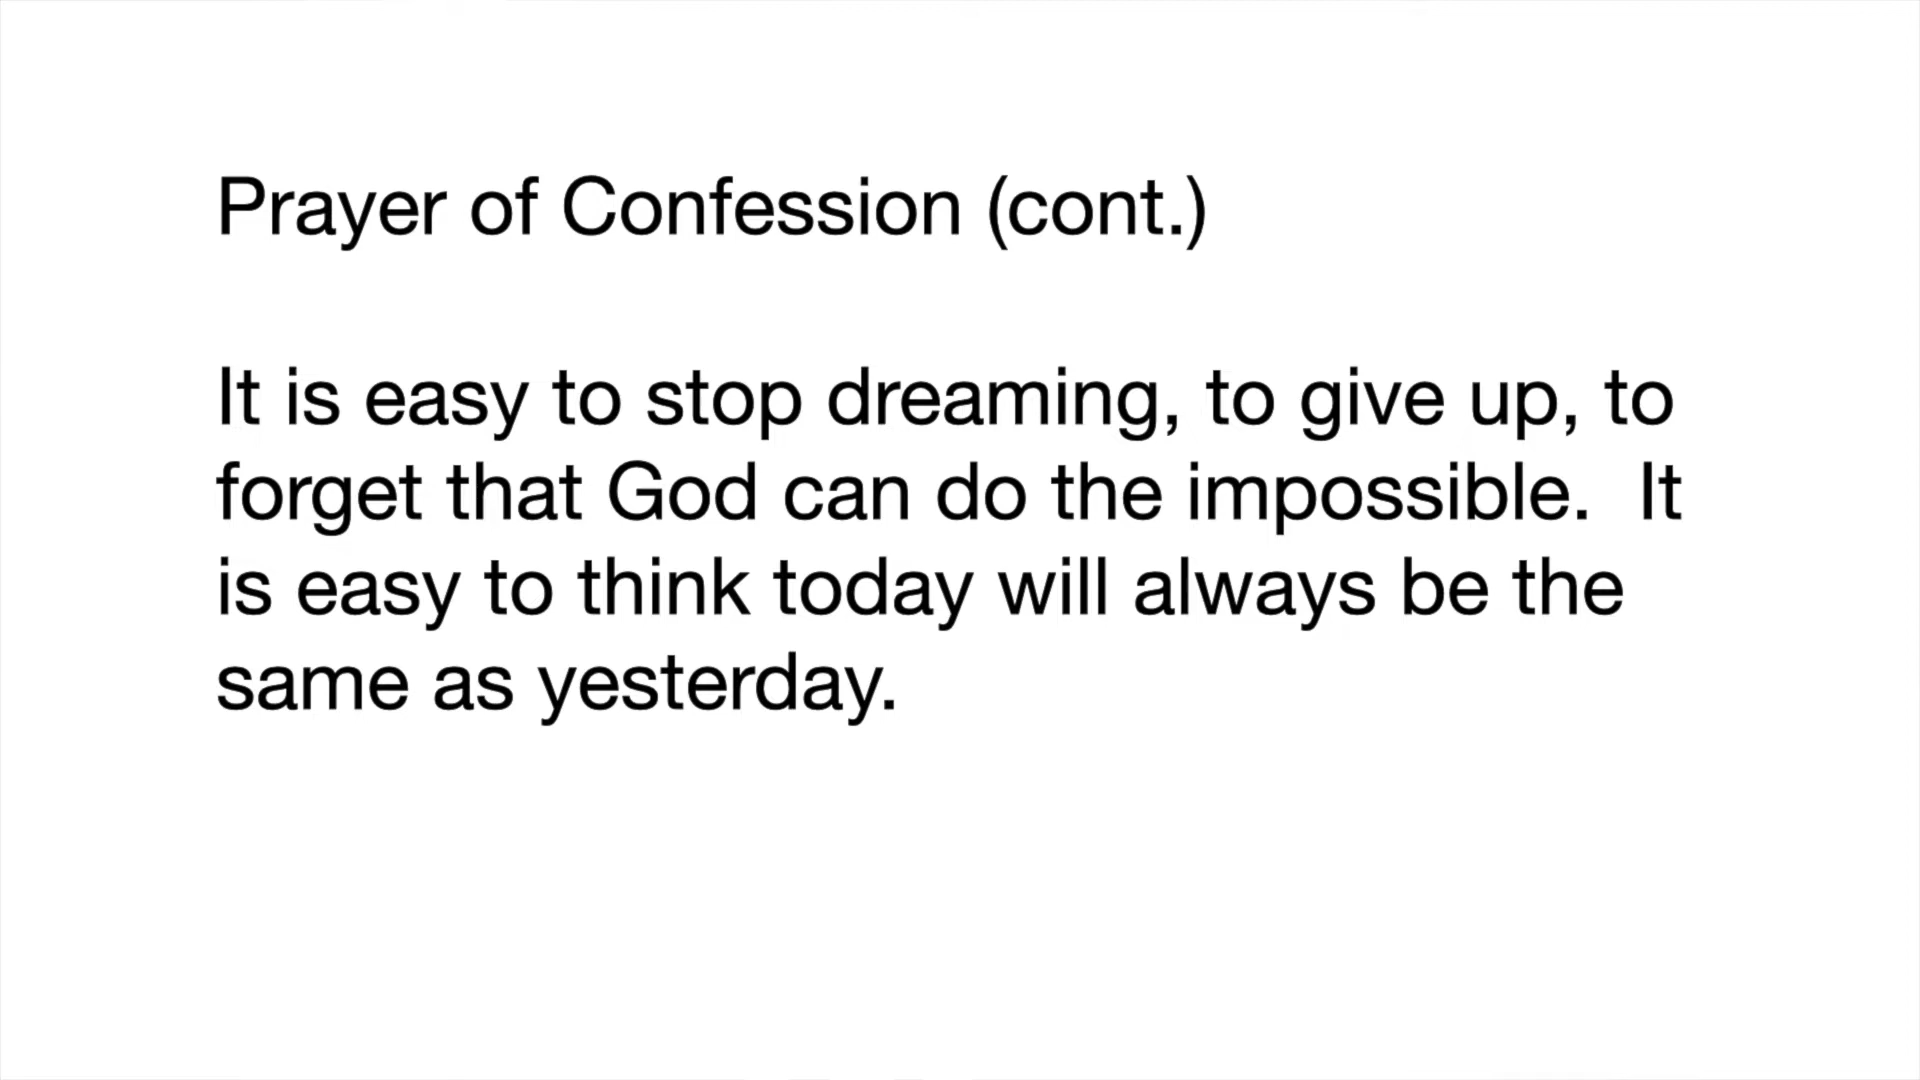 Prayer of Confession (cont.)
It is easy to stop dreaming, to give up, to
forget that God can do the impossible.  It
is easy to think today will always be the
same as yesterday.